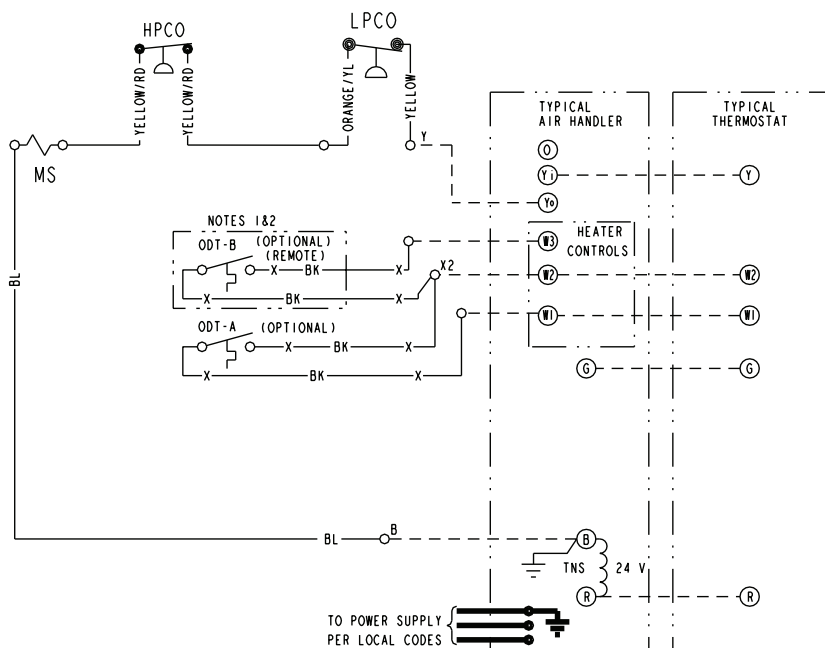 HPCO
LPCO
YELLOW/RD
YELLOW/RD
ORANGE/YL
YELLOW
MS
Y
TYPICAL
AIR HANDLER
TYPICAL
THERMOSTAT
O
Yi
Y
Yo
NOTES 1&2
ODT-B
(OPTIONAL)
(REMOTE)
X
BK
X
X
BK
X
X2
W3
HEATER
CONTROLS
W2
W2
W1
W1
ODT-A
(OPTIONAL)
X
BK
X
X
BK
X
G
G
BL
BL
B
B
TNS
24 V
R
R
TO POWER SUPPLY
PER LOCAL CODES